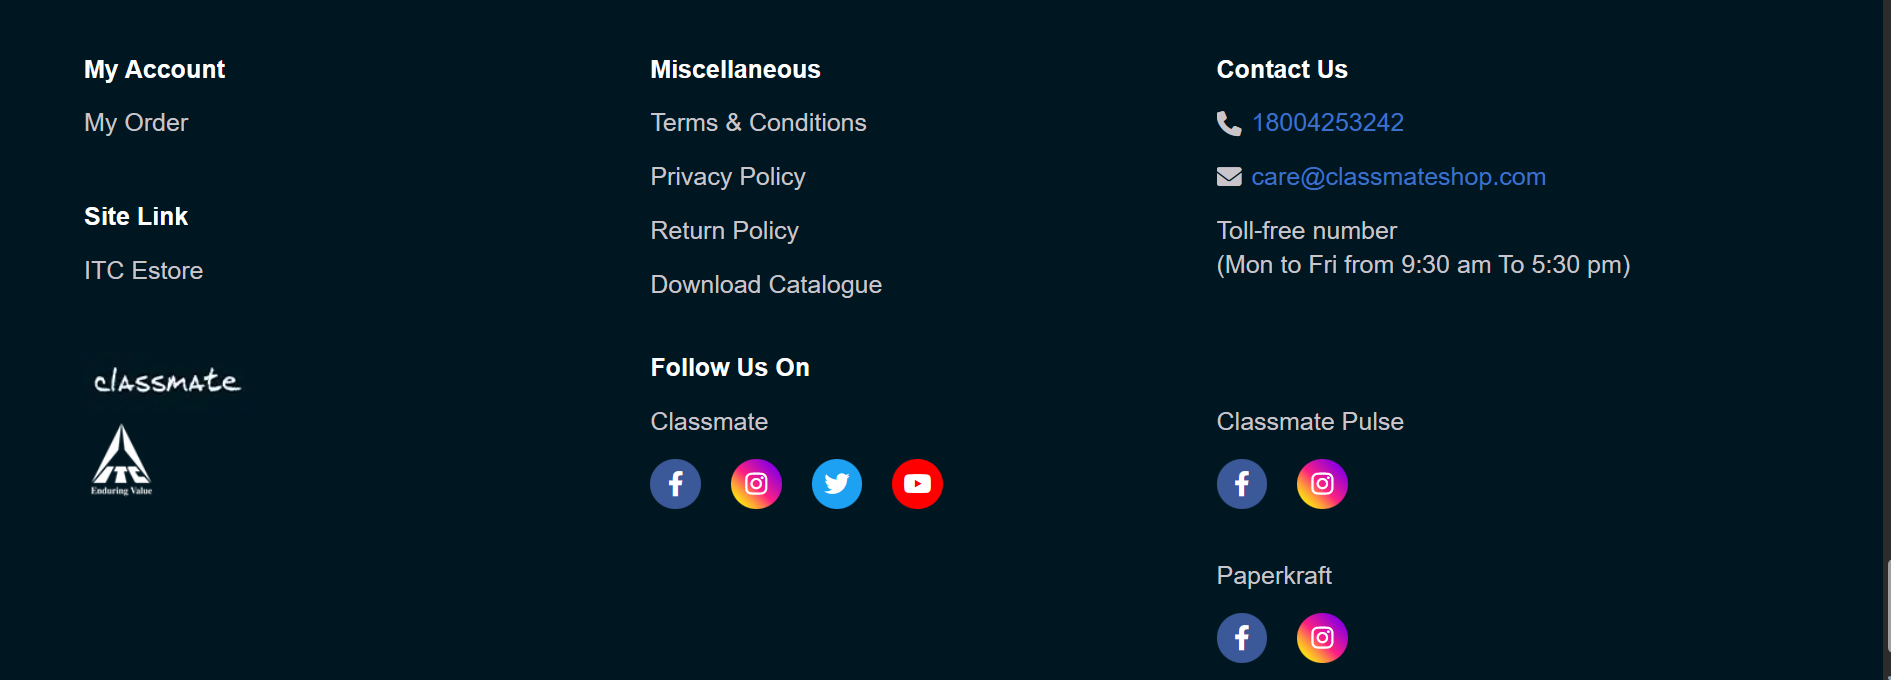 My Account
My Order
Site Link
ITC Estore
classmate
ITC
Enduring Value
Miscellaneous
Terms & Conditions
Privacy Policy
Return Policy
Download Catalogue
Follow Us On
Classmate
Contact Us
18004253242
care@classmateshop.com
Toll-free number
(Mon to Fri from 9:30 am To 5:30 pm)
Classmate Pulse
Paperkraft